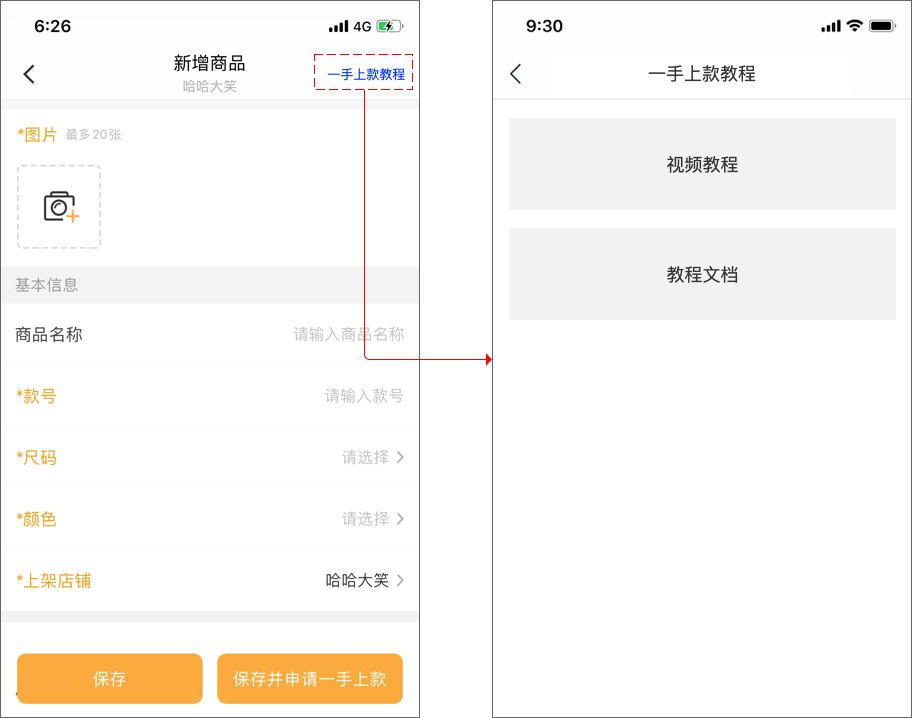 6:26
4G
新增商品
哈哈大笑
一手上款教程
*图片 最多20张
基本信息
商品名称 请输入商品名称
*款号 请输入款号
*尺码 请选择
*颜色 请选择
*上架店铺 哈哈大笑
保存
保存并申请一手上款
9:30
一手上款教程
视频教程
教程文档